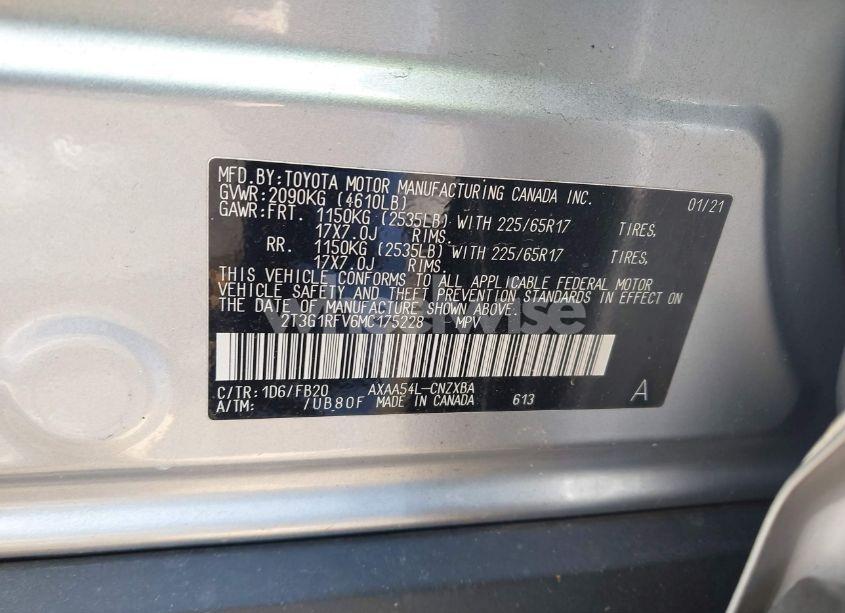 MFD.BY:TOYOTA MOTOR MANUFACTURING CANADA INC.
GVWR:2090KG (4610LB) 01/21
GAWR:FRT. 1150KG (2535LB) WITH 225/65R17 TIRES,
17X7.0J RIMS.
RR. 1150KG (2535LB) WITH 225/65R17 TIRES,
17X7.0J RIMS.
THIS VEHICLE CONFORMS TO ALL APPLICABLE FEDERAL MOTOR
VEHICLE SAFETY AND THEFT PREVENTION STANDARDS IN EFFECT ON
THE DATE OF MANUFACTURE SHOWN ABOVE.
2T3G1RFV6MC175228 MPV
C/TR:1D6/FB20 AXAA54L-CNZXBA
A/TM: /UB80F MADE IN CANADA 613 A